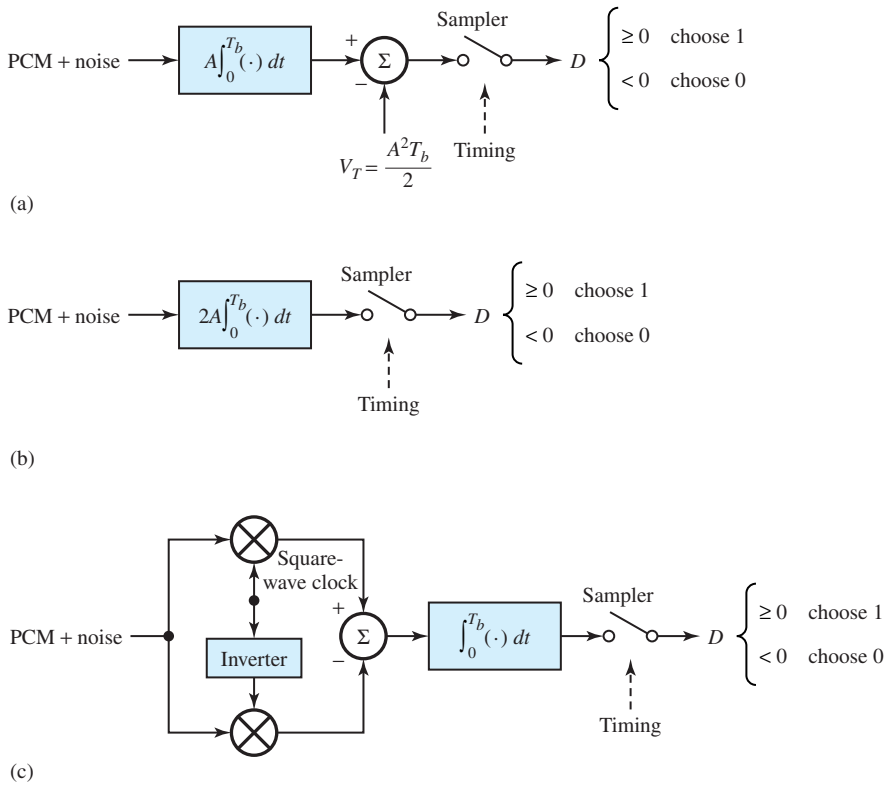 Sampler
PCM + noise
A∫₀^{T_b}(·) dt
+
Σ
−
D
≥ 0 choose 1
< 0 choose 0
V_T = A²T_b/2
Timing
(a)
Sampler
PCM + noise
2A∫₀^{T_b}(·) dt
D
≥ 0 choose 1
< 0 choose 0
Timing
(b)
Square-
wave clock
PCM + noise
Inverter
+
Σ
−
∫₀^{T_b}(·) dt
Sampler
D
≥ 0 choose 1
< 0 choose 0
Timing
(c)